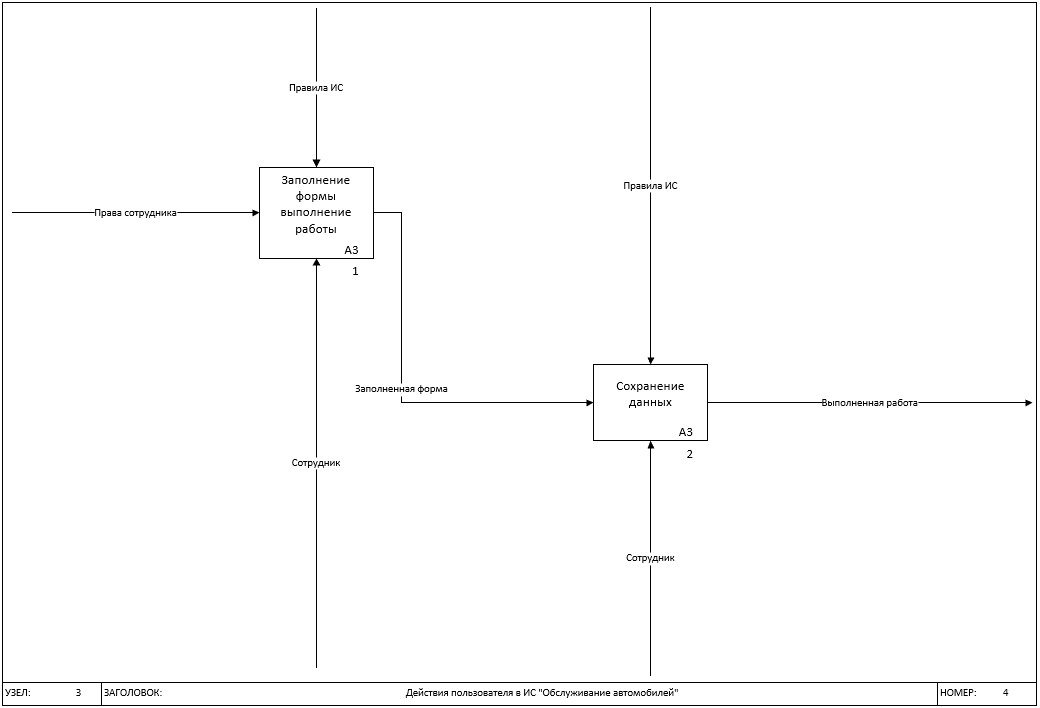 Правила ИС
Правила ИС
Заполнение
формы
выполнение
работы
А3
1
Права сотрудника
Заполненная форма
Сохранение
данных
А3
2
Выполненная работа
Сотрудник
Сотрудник
УЗЕЛ: 3 ЗАГОЛОВОК: Действия пользователя в ИС "Обслуживание автомобилей" НОМЕР: 4